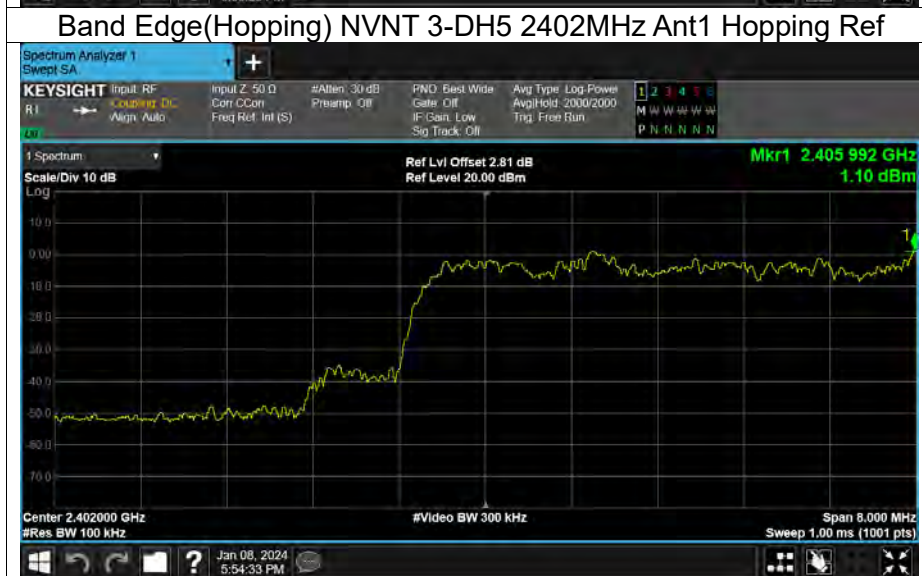 Band Edge(Hopping) NVNT 3-DH5 2402MHz Ant1 Hopping Ref
Spectrum Analyzer 1
Swept SA
+
KEYSIGHT Input: RF Input Z: 50 Ω #Atten: 30 dB PNO: Best Wide Avg Type: Log-Power 1 2 3 4 5 6
Coupling: DC Corr CCorr Preamp: Off Gate: Off Avg|Hold: 2000/2000 M W W W W W
Align: Auto Freq Ref: Int (S) IF Gain: Low Trig: Free Run P N N N N N
Sig Track: Off
1 Spectrum Ref Lvl Offset 2.81 dB Mkr1 2.405 992 GHz
Scale/Div 10 dB Ref Level 20.00 dBm 1.10 dBm
Log
10.0
1
0.00
-10.0
-20.0
-30.0
-40.0
-50.0
-60.0
-70.0
Center 2.402000 GHz #Video BW 300 kHz Span 8.000 MHz
#Res BW 100 kHz Sweep 1.00 ms (1001 pts)
? Jan 08, 2024
5:54:33 PM